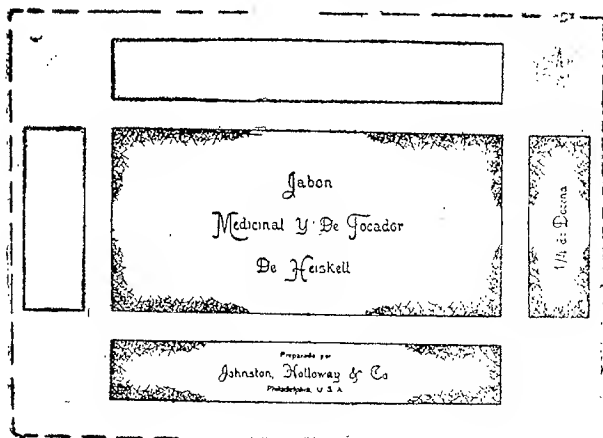 Jabon
Medicinal Y De Tocador
De Heiskell
1/4 de Docena
Preparado por
Johnston, Holloway & Co
Philadelphia, U S A